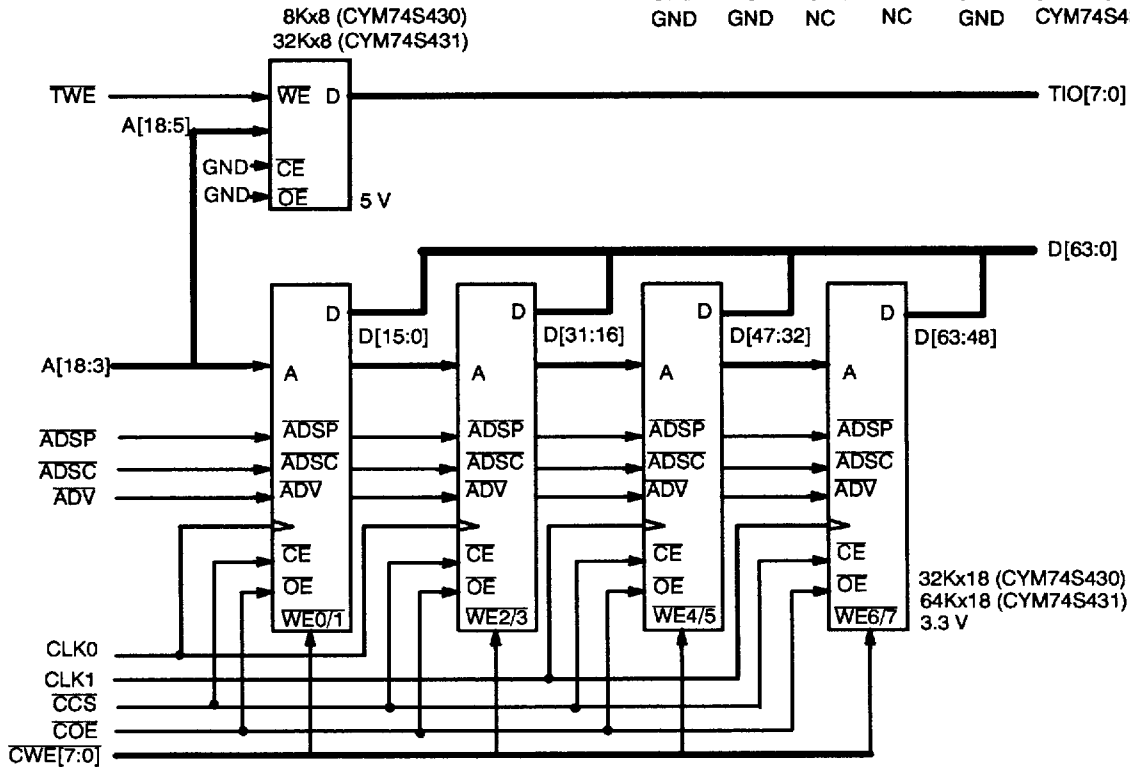 8Kx8 (CYM74S430)
32Kx8 (CYM74S431)
GND GND NC NC GND CYM74S4
TWE
WE D
TIO[7:0]
A[18:5]
GND CE
GND OE
5 V
D[63:0]
D D D D
D[15:0] D[31:16] D[47:32] D[63:48]
A[18:3]
A A A A
ADSP ADSP ADSP ADSP ADSP
ADSC ADSC ADSC ADSC ADSC
ADV ADV ADV ADV ADV
CE CE CE CE
OE OE OE OE
WE0/1 WE2/3 WE4/5 WE6/7
32Kx18 (CYM74S430)
64Kx18 (CYM74S431)
3.3 V
CLK0
CLK1
CCS
COE
CWE[7:0]